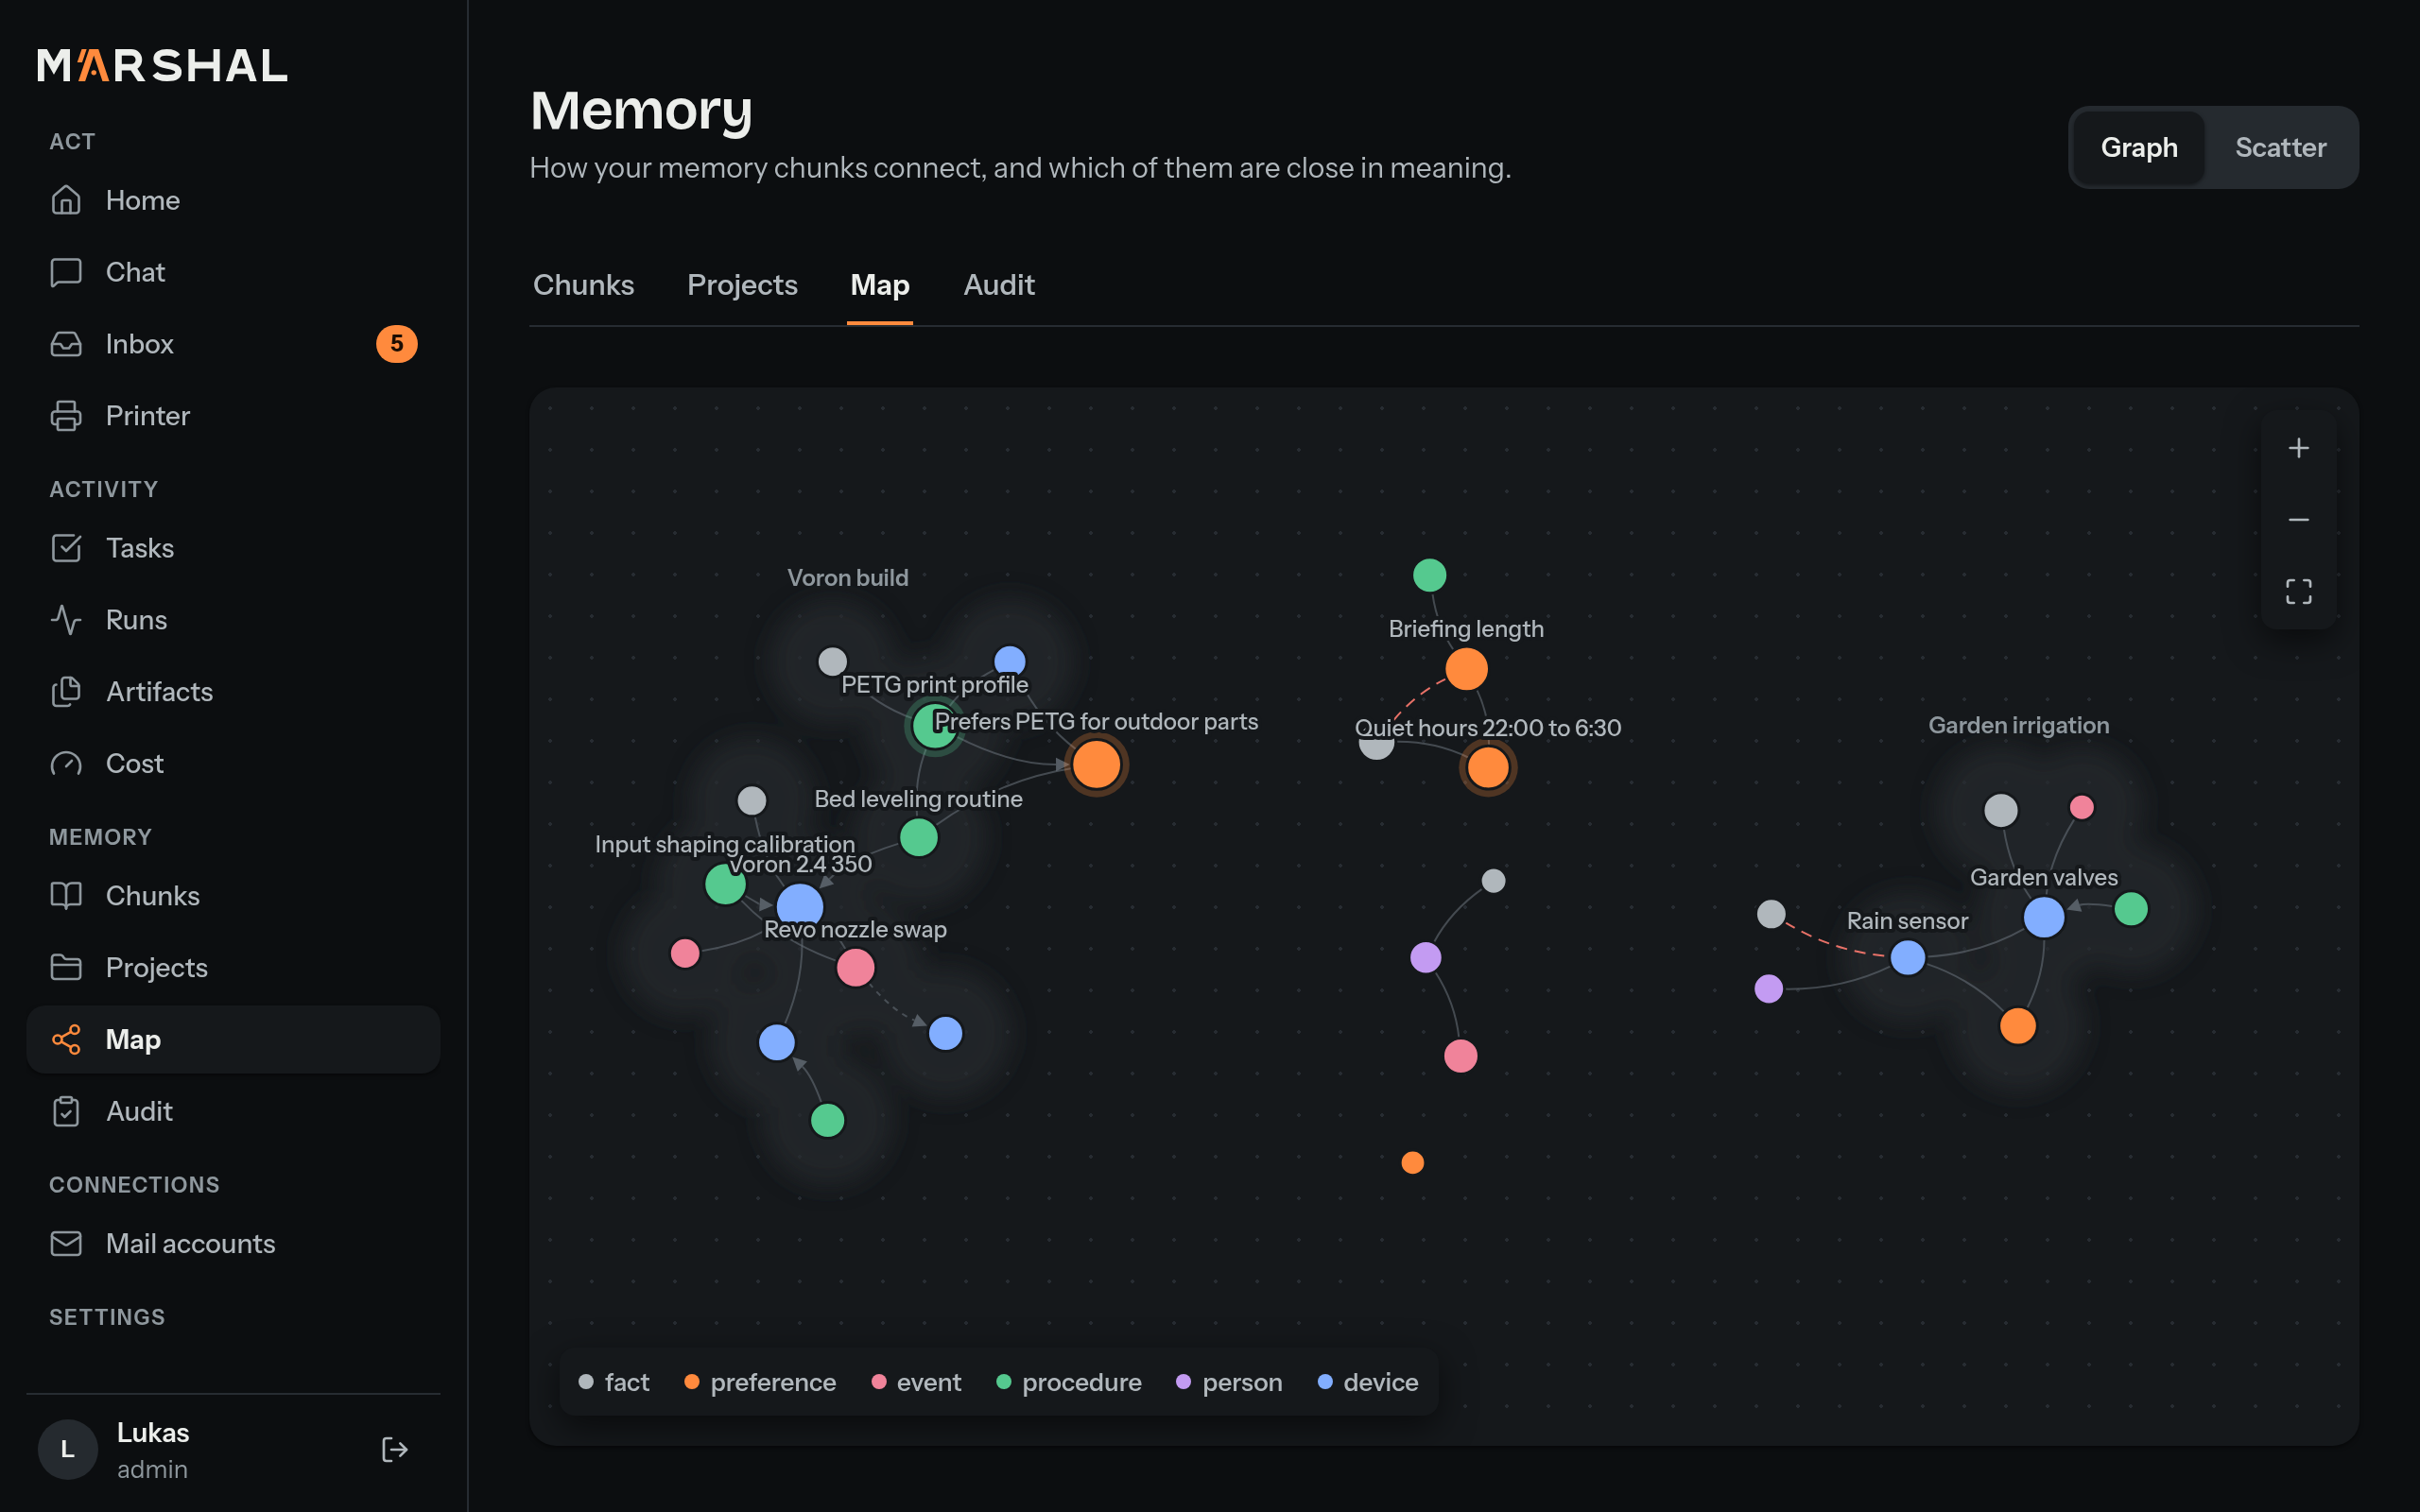 MARSHAL
ACT
Home
Chat
Inbox
5
Printer
ACTIVITY
Tasks
Runs
Artifacts
Cost
MEMORY
Chunks
Projects
Map
Audit
CONNECTIONS
Mail accounts
SETTINGS
L
Lukas
admin
Memory
How your memory chunks connect, and which of them are close in meaning.
Graph
Scatter
Chunks
Projects
Map
Audit
Voron build
PETG print profile
Prefers PETG for outdoor parts
Bed leveling routine
Input shaping calibration
Voron 2.4 350
Revo nozzle swap
Briefing length
Quiet hours 22:00 to 6:30
Garden irrigation
Garden valves
Rain sensor
fact
preference
event
procedure
person
device